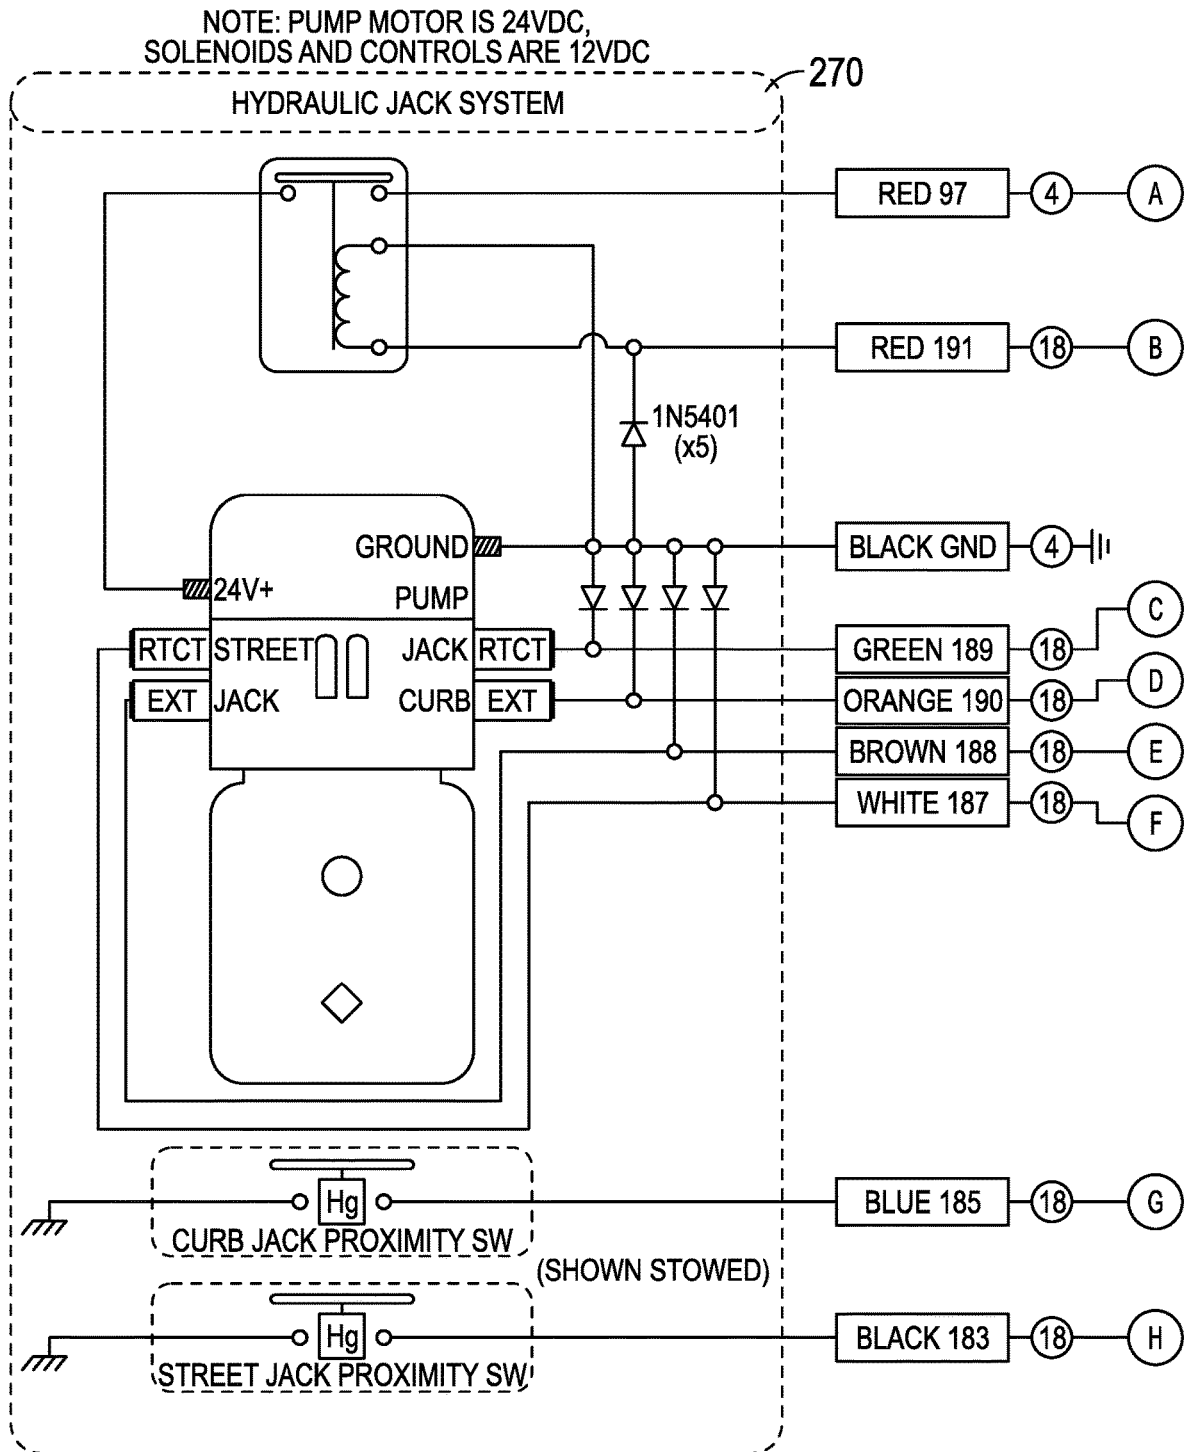 NOTE: PUMP MOTOR IS 24VDC,
SOLENOIDS AND CONTROLS ARE 12VDC
270
HYDRAULIC JACK SYSTEM
RED 97 4 A
RED 191 18 B
1N5401
(x5)
GROUND
BLACK GND 4
24V+
PUMP
C
RTCT STREET JACK RTCT
GREEN 189 18
D
EXT JACK CURB EXT
ORANGE 190 18
BROWN 188 18 E
WHITE 187 18
F
Hg
BLUE 185 18 G
CURB JACK PROXIMITY SW
(SHOWN STOWED)
Hg
BLACK 183 18 H
STREET JACK PROXIMITY SW